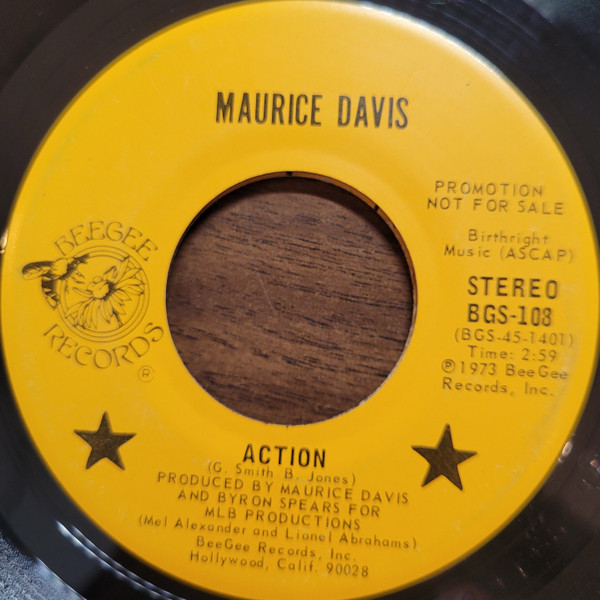 MAURICE DAVIS
PROMOTION
NOT FOR SALE
Birthright
Music (ASCAP)
STEREO
BGS-108
(BGS-45-1401)
Time: 2:59
℗1973 BeeGee
Records, Inc.
BEEGEE
RECORDS
®
ACTION
(G. Smith B. Jones)
PRODUCED BY MAURICE DAVIS
AND BYRON SPEARS FOR
MLB PRODUCTIONS
(Mel Alexander and Lionel Abrahams)
BeeGee Records, Inc.
Hollywood, Calif. 90028